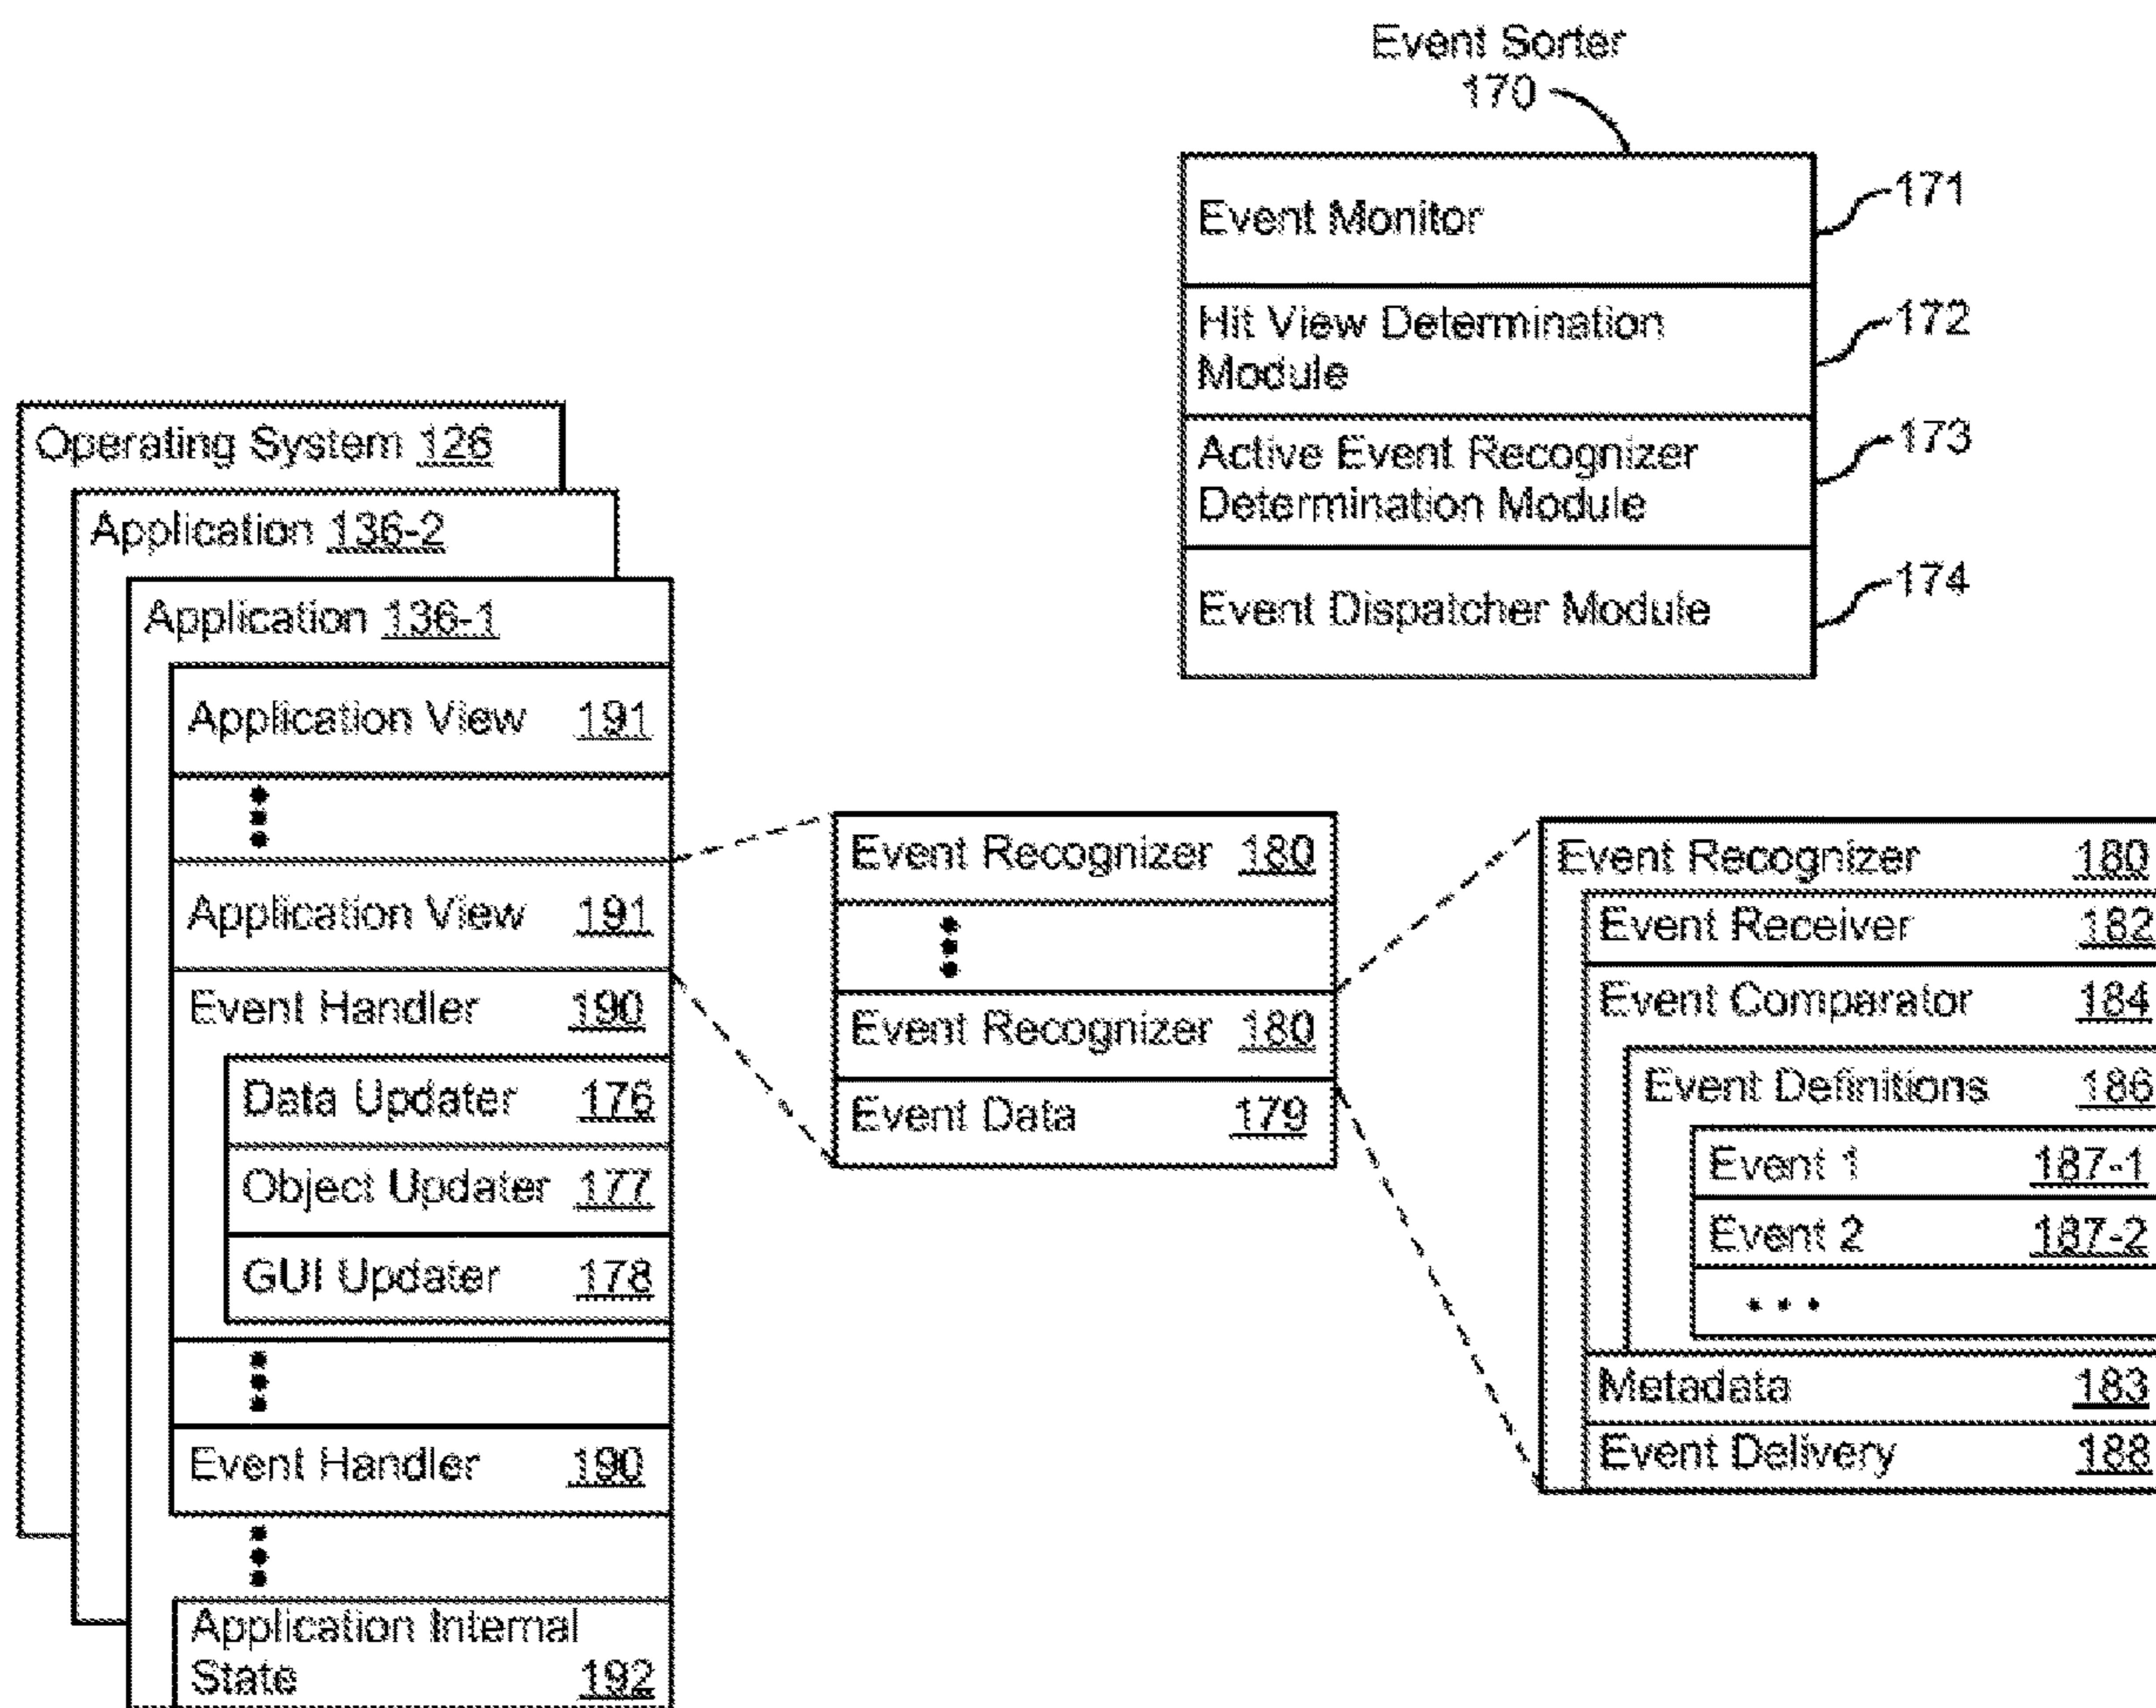 Event Sorter
170
Event Monitor
171
Hit View Determination
Module
172
Active Event Recognizer
Determination Module
173
Event Dispatcher Module
174
Operating System 126
Application 136-2
Application 136-1
Application View 191
Application View 191
Event Handler 190
Data Updater 176
Object Updater 177
GUI Updater 178
Event Handler 190
Application Internal
State 192
Event Recognizer 180
Event Recognizer 180
Event Data 179
Event Recognizer 180
Event Receiver 182
Event Comparator 184
Event Definitions 186
Event 1 187-1
Event 2 187-2
. . .
Metadata 183
Event Delivery 188